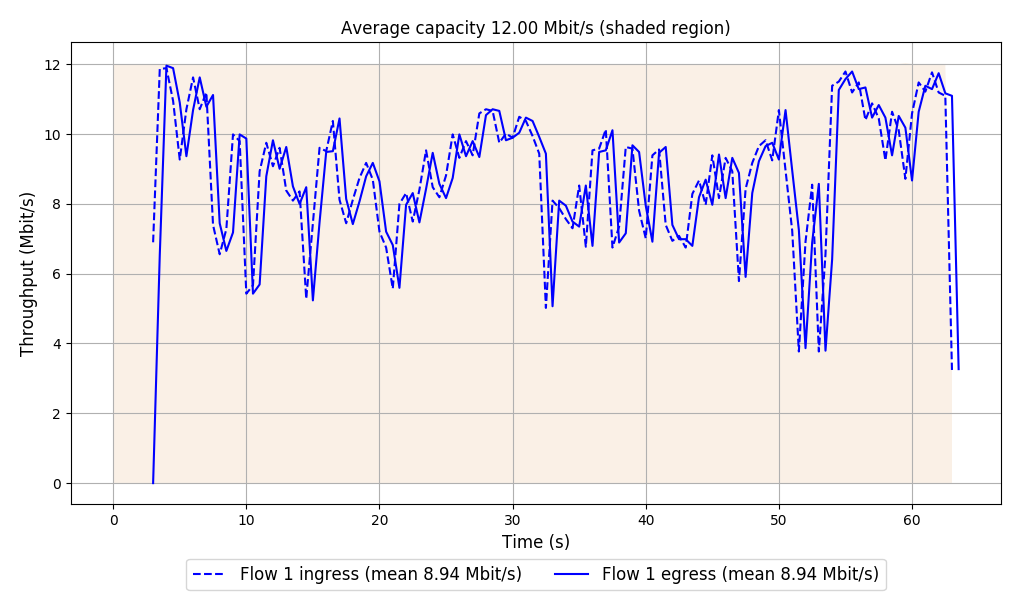 Average capacity 12.00 Mbit/s (shaded region)
Throughput (Mbit/s)
12
10
8
6
4
2
0
0 10 20 30 40 50 60
Time (s)
Flow 1 ingress (mean 8.94 Mbit/s) Flow 1 egress (mean 8.94 Mbit/s)